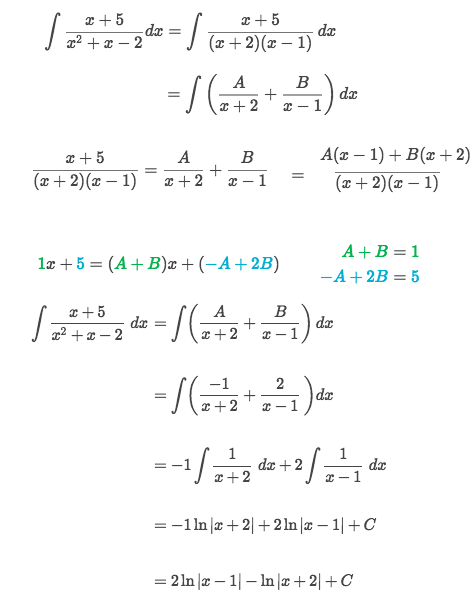 ∫ (x + 5)/(x² + x − 2) dx = ∫ (x + 5)/((x + 2)(x − 1)) dx
= ∫ (A/(x + 2) + B/(x − 1)) dx
(x + 5)/((x + 2)(x − 1)) = A/(x + 2) + B/(x − 1) = (A(x − 1) + B(x + 2))/((x + 2)(x − 1))
1x + 5 = (A + B)x + (−A + 2B)
A + B = 1
−A + 2B = 5
∫ (x + 5)/(x² + x − 2) dx = ∫ (A/(x + 2) + B/(x − 1)) dx
= ∫ (−1/(x + 2) + 2/(x − 1)) dx
= −1 ∫ 1/(x + 2) dx + 2 ∫ 1/(x − 1) dx
= −1 ln |x + 2| + 2 ln |x − 1| + C
= 2 ln |x − 1| − ln |x + 2| + C